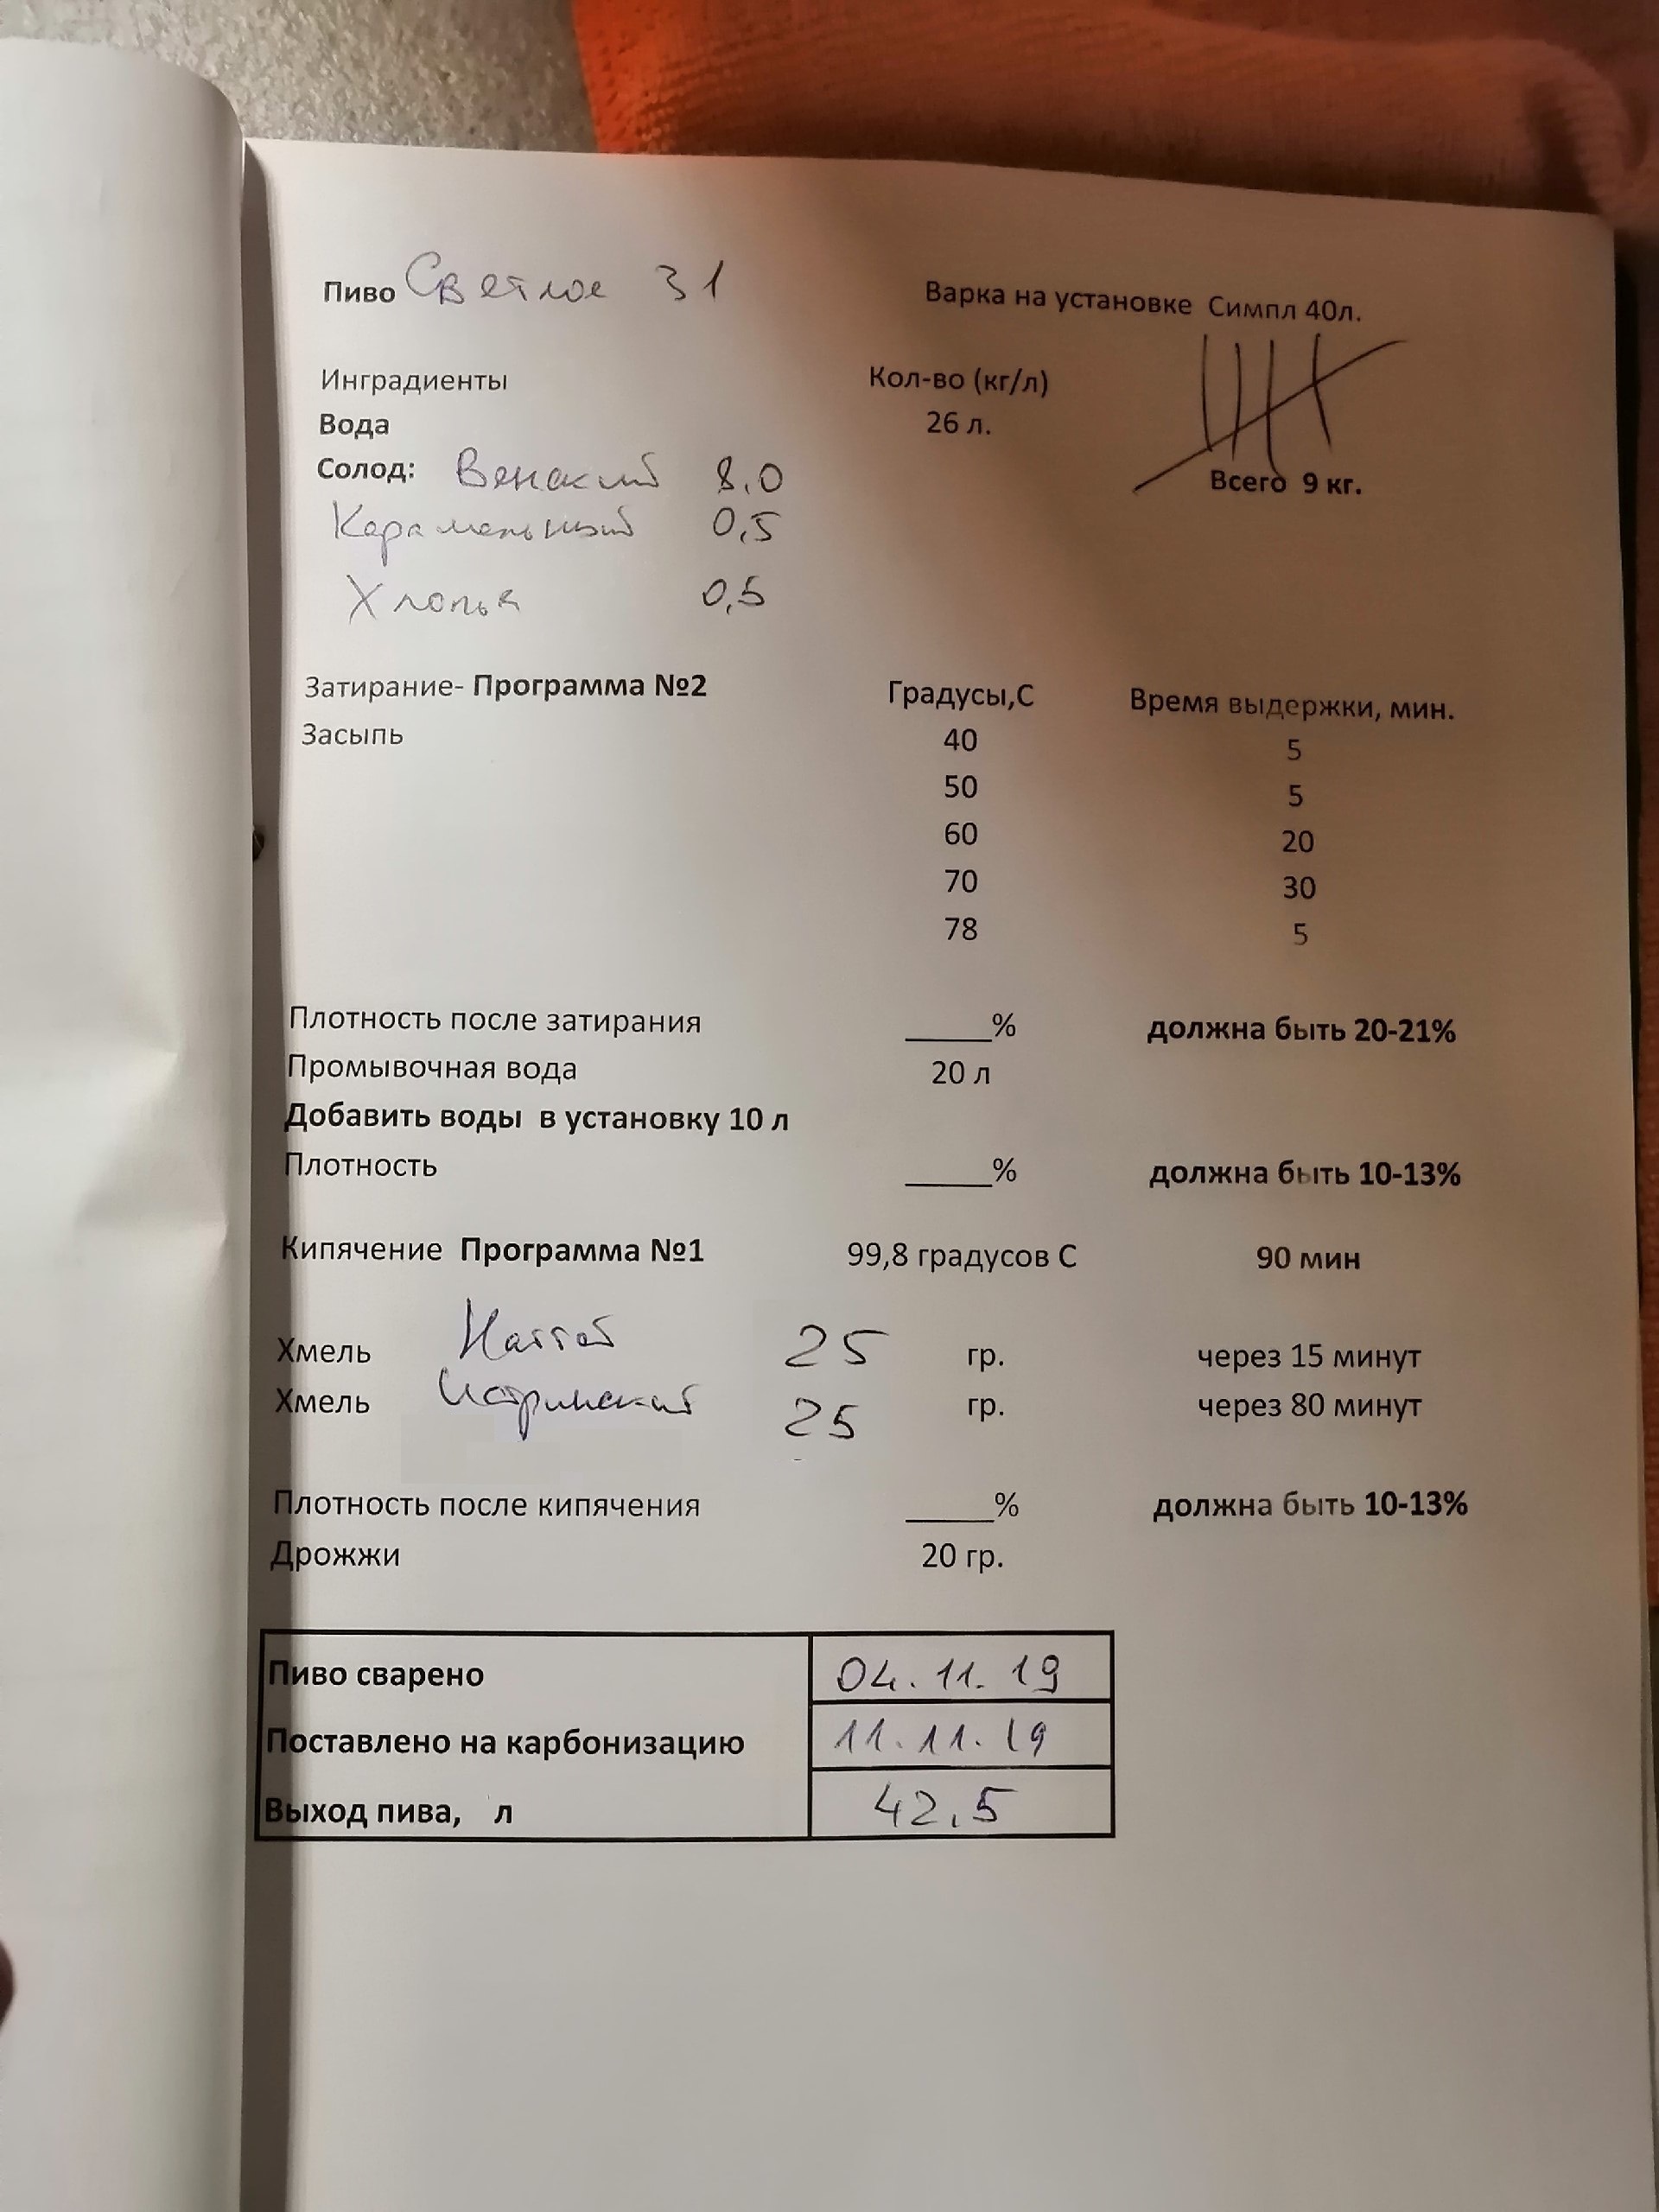 Пиво Светлое 31 Варка на установке Симпл 40л.
Инградиенты Кол-во (кг/л)
Вода 26 л.
Солод: Венский 8,0 Всего 9 кг.
Карамельный 0,5
Хлопья 0,5
Затирание- Программа №2 Градусы,С Время выдержки, мин.
Засыпь 40 5
50 5
60 20
70 30
78 5
Плотность после затирания _____% должна быть 20-21%
Промывочная вода 20 л
Добавить воды в установку 10 л
Плотность _____% должна быть 10-13%
Кипячение Программа №1 99,8 градусов С 90 мин
Хмель 25 гр. через 15 минут
Хмель Истринский 25 гр. через 80 минут
Плотность после кипячения _____% должна быть 10-13%
Дрожжи 20 гр.
Пиво сварено 04.11.19
Поставлено на карбонизацию 11.11.19
Выход пива, л 42,5